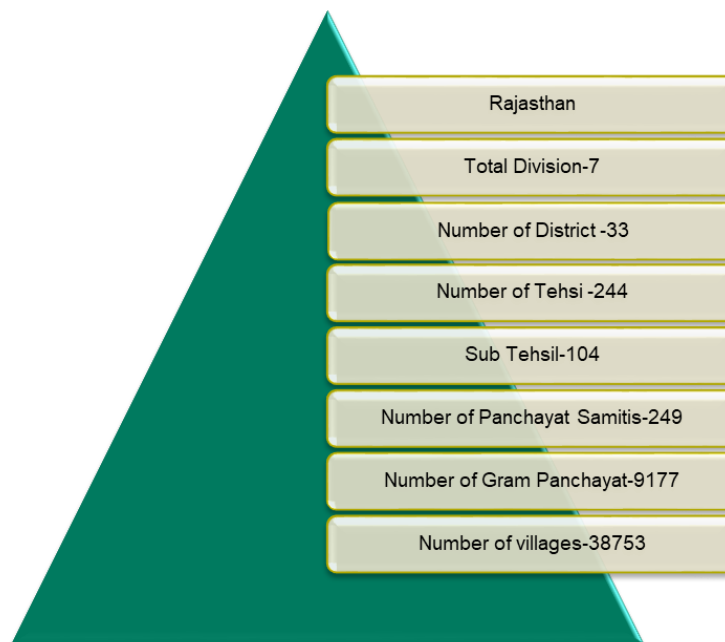 Rajasthan
Total Division-7
Number of District -33
Number of Tehsi -244
Sub Tehsil-104
Number of Panchayat Samitis-249
Number of Gram Panchayat-9177
Number of villages-38753